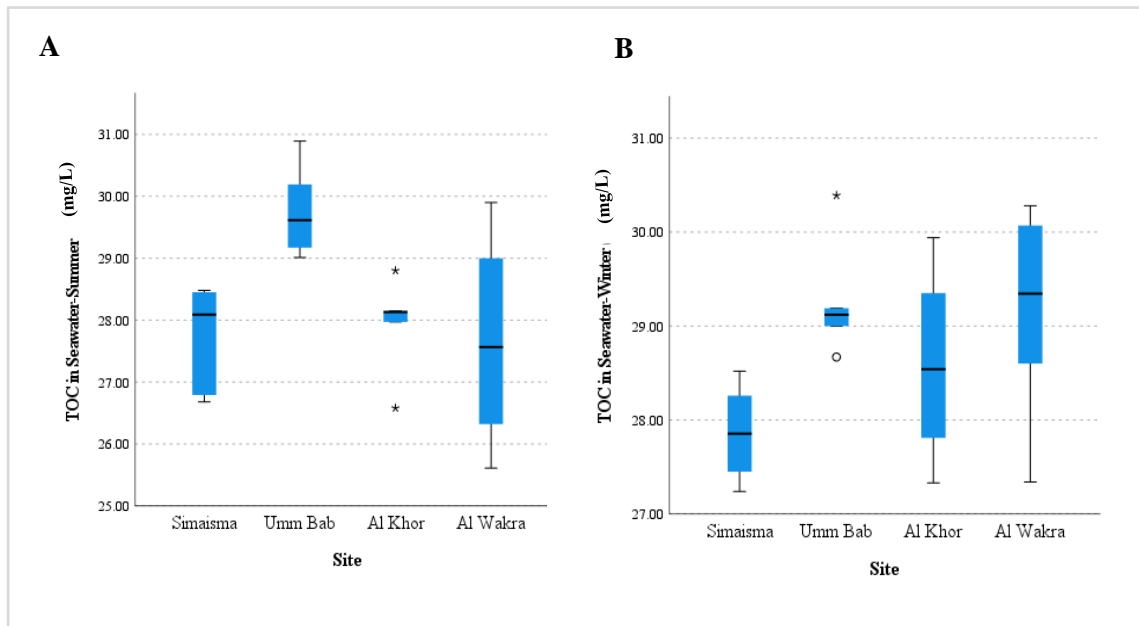 A
TOC in Seawater-Summer (mg/L)
31.00
30.00
29.00
28.00
27.00
26.00
25.00
Simaisma Umm Bab Al Khor Al Wakra
Site
B
TOC in Seawater-Winter (mg/L)
31.00
30.00
29.00
28.00
27.00
Simaisma Umm Bab Al Khor Al Wakra
Site